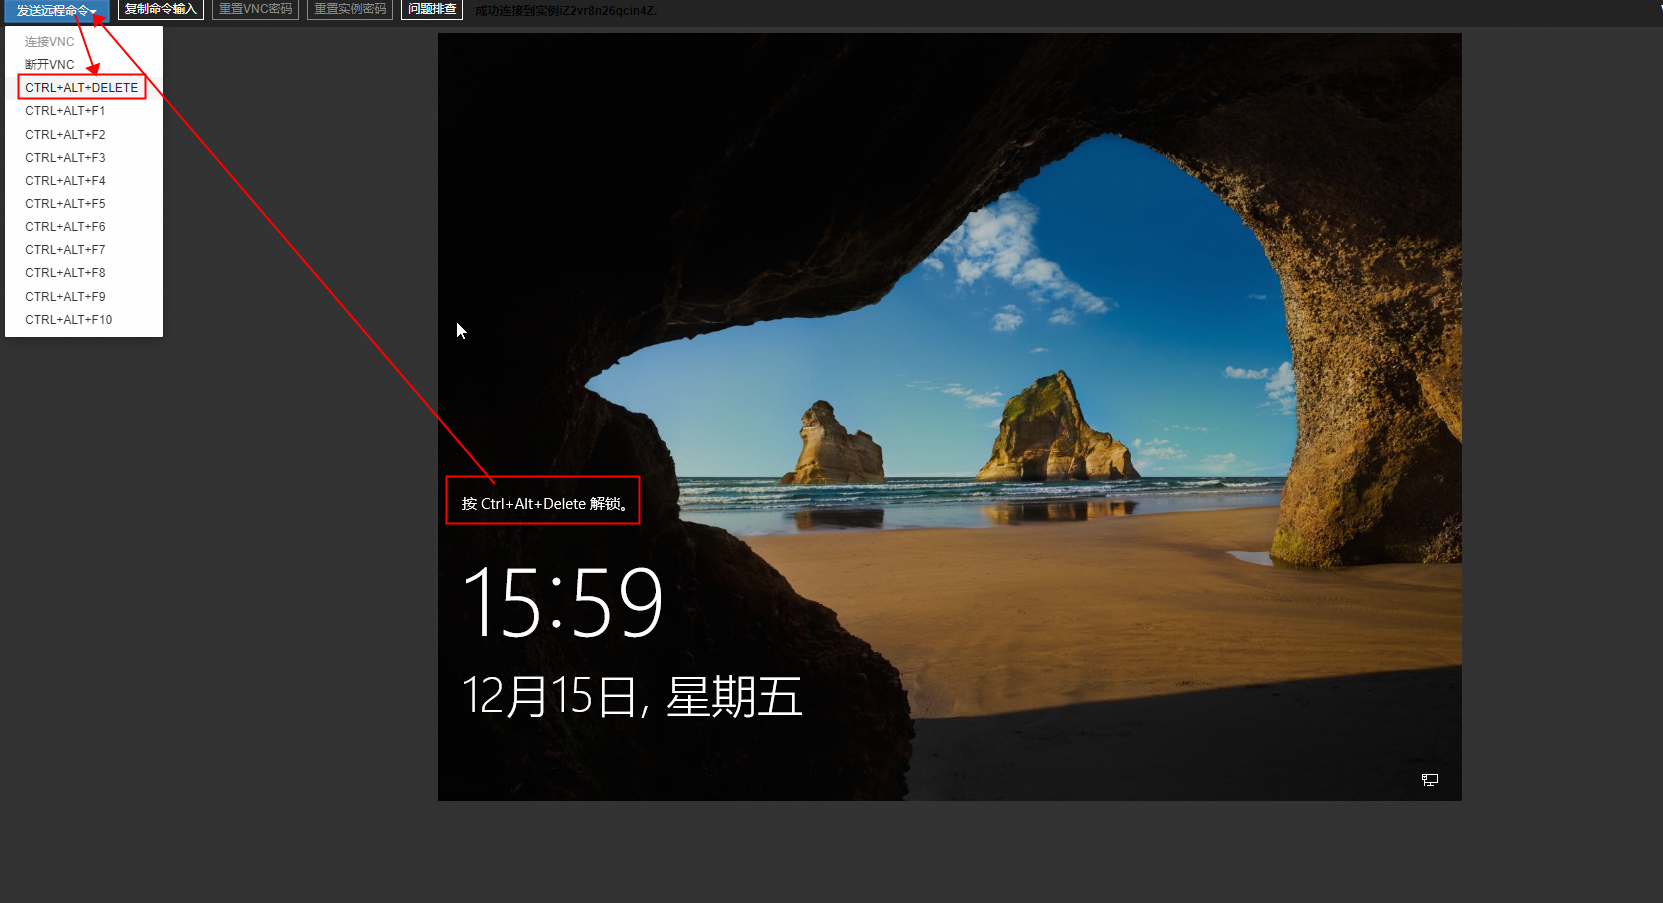 发送远程命令 复制命令输入 重置VNC密码 重置实例密码 问题排查 成功连接到实例iZ2vr8n26qcin4Z.
连接VNC
断开VNC
CTRL+ALT+DELETE
CTRL+ALT+F1
CTRL+ALT+F2
CTRL+ALT+F3
CTRL+ALT+F4
CTRL+ALT+F5
CTRL+ALT+F6
CTRL+ALT+F7
CTRL+ALT+F8
CTRL+ALT+F9
CTRL+ALT+F10
按 Ctrl+Alt+Delete 解锁。
15:59
12月15日, 星期五